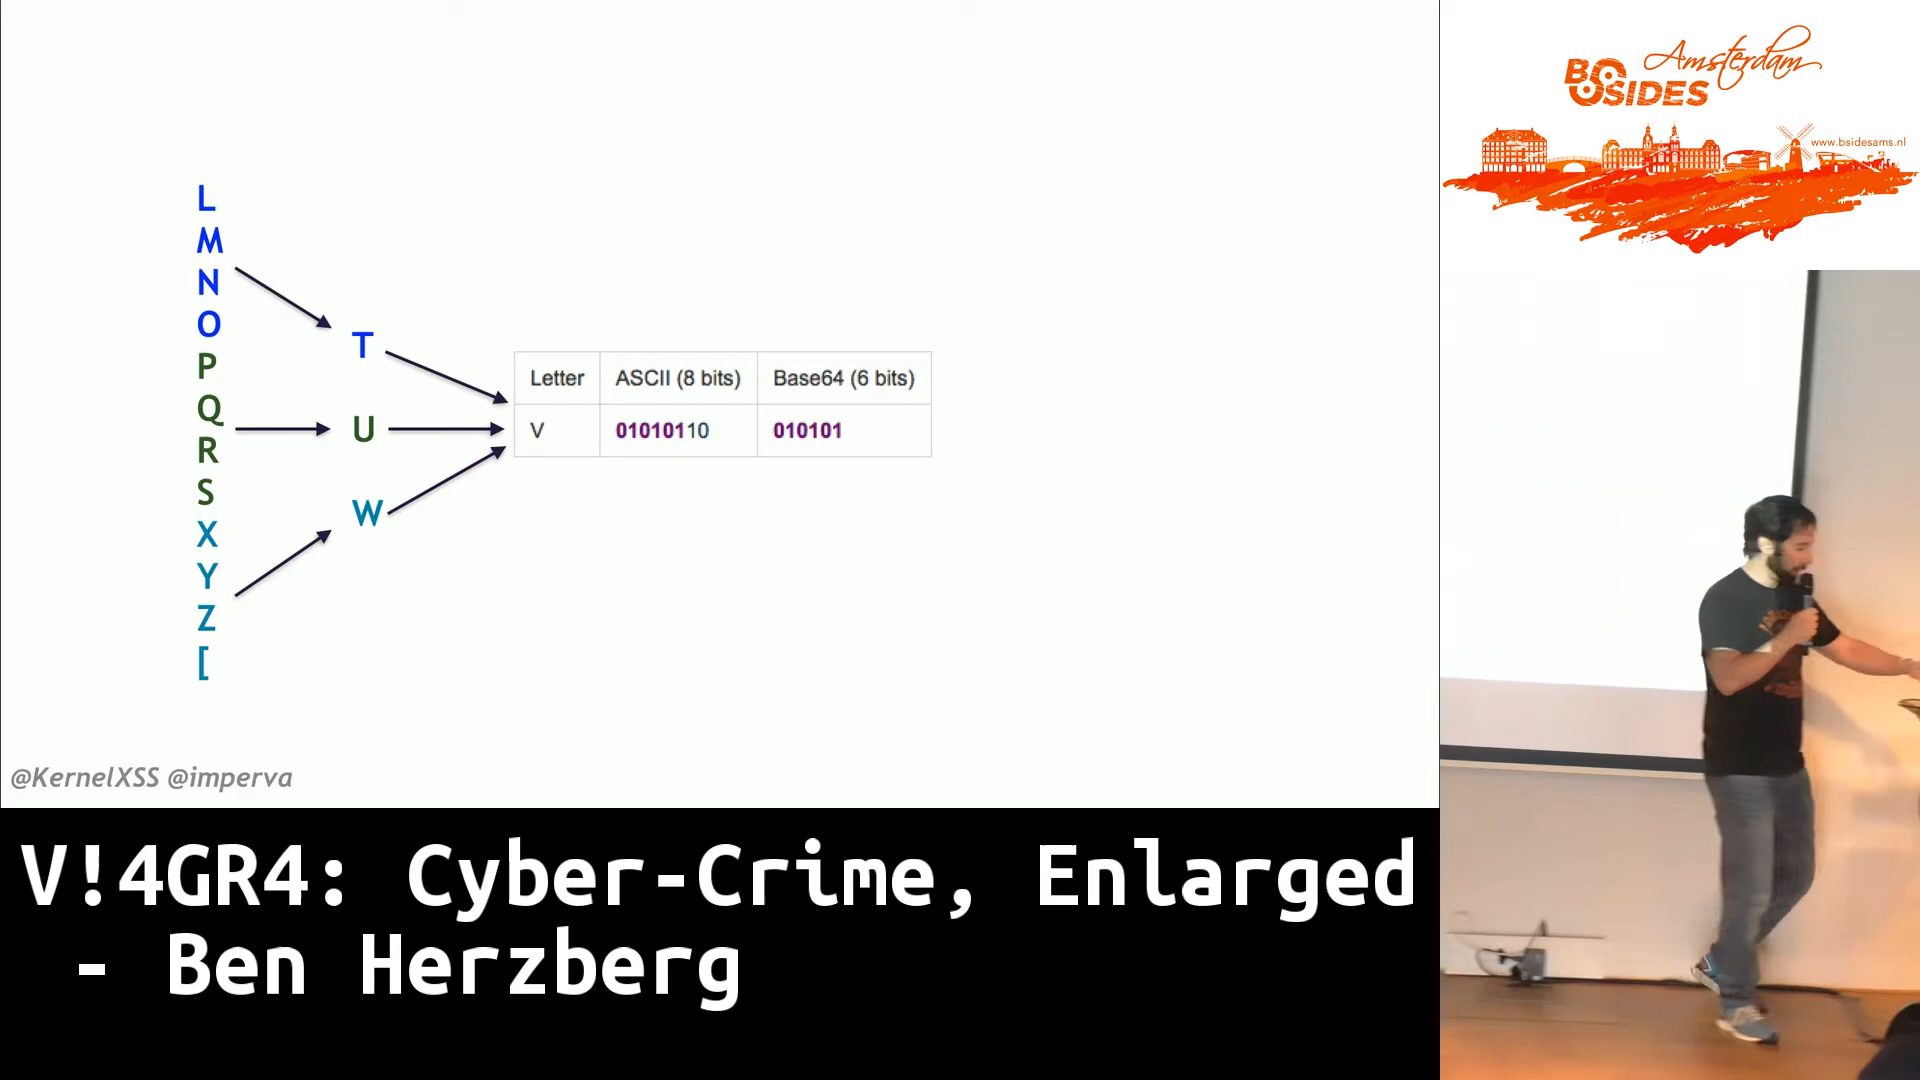 L
M
N
O
P
Q
R
S
X
Y
Z
[
T
U
W
Letter ASCII (8 bits) Base64 (6 bits)
V 01010110 010101
@KernelXSS @imperva
V!4GR4: Cyber-Crime, Enlarged
- Ben Herzberg
Amsterdam
BSIDES
www.bsidesams.nl